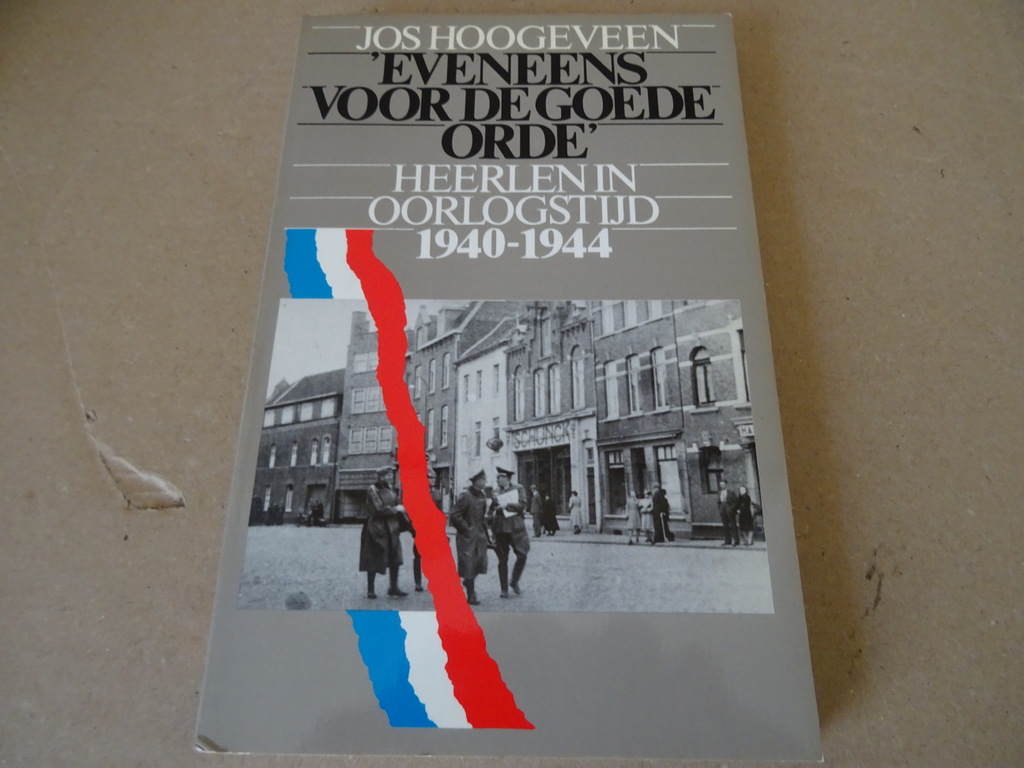 JOS HOOGEVEEN
'EVENEENS
VOOR DE GOEDE
ORDE'
HEERLEN IN
OORLOGSTIJD
1940-1944
SCHUNCK